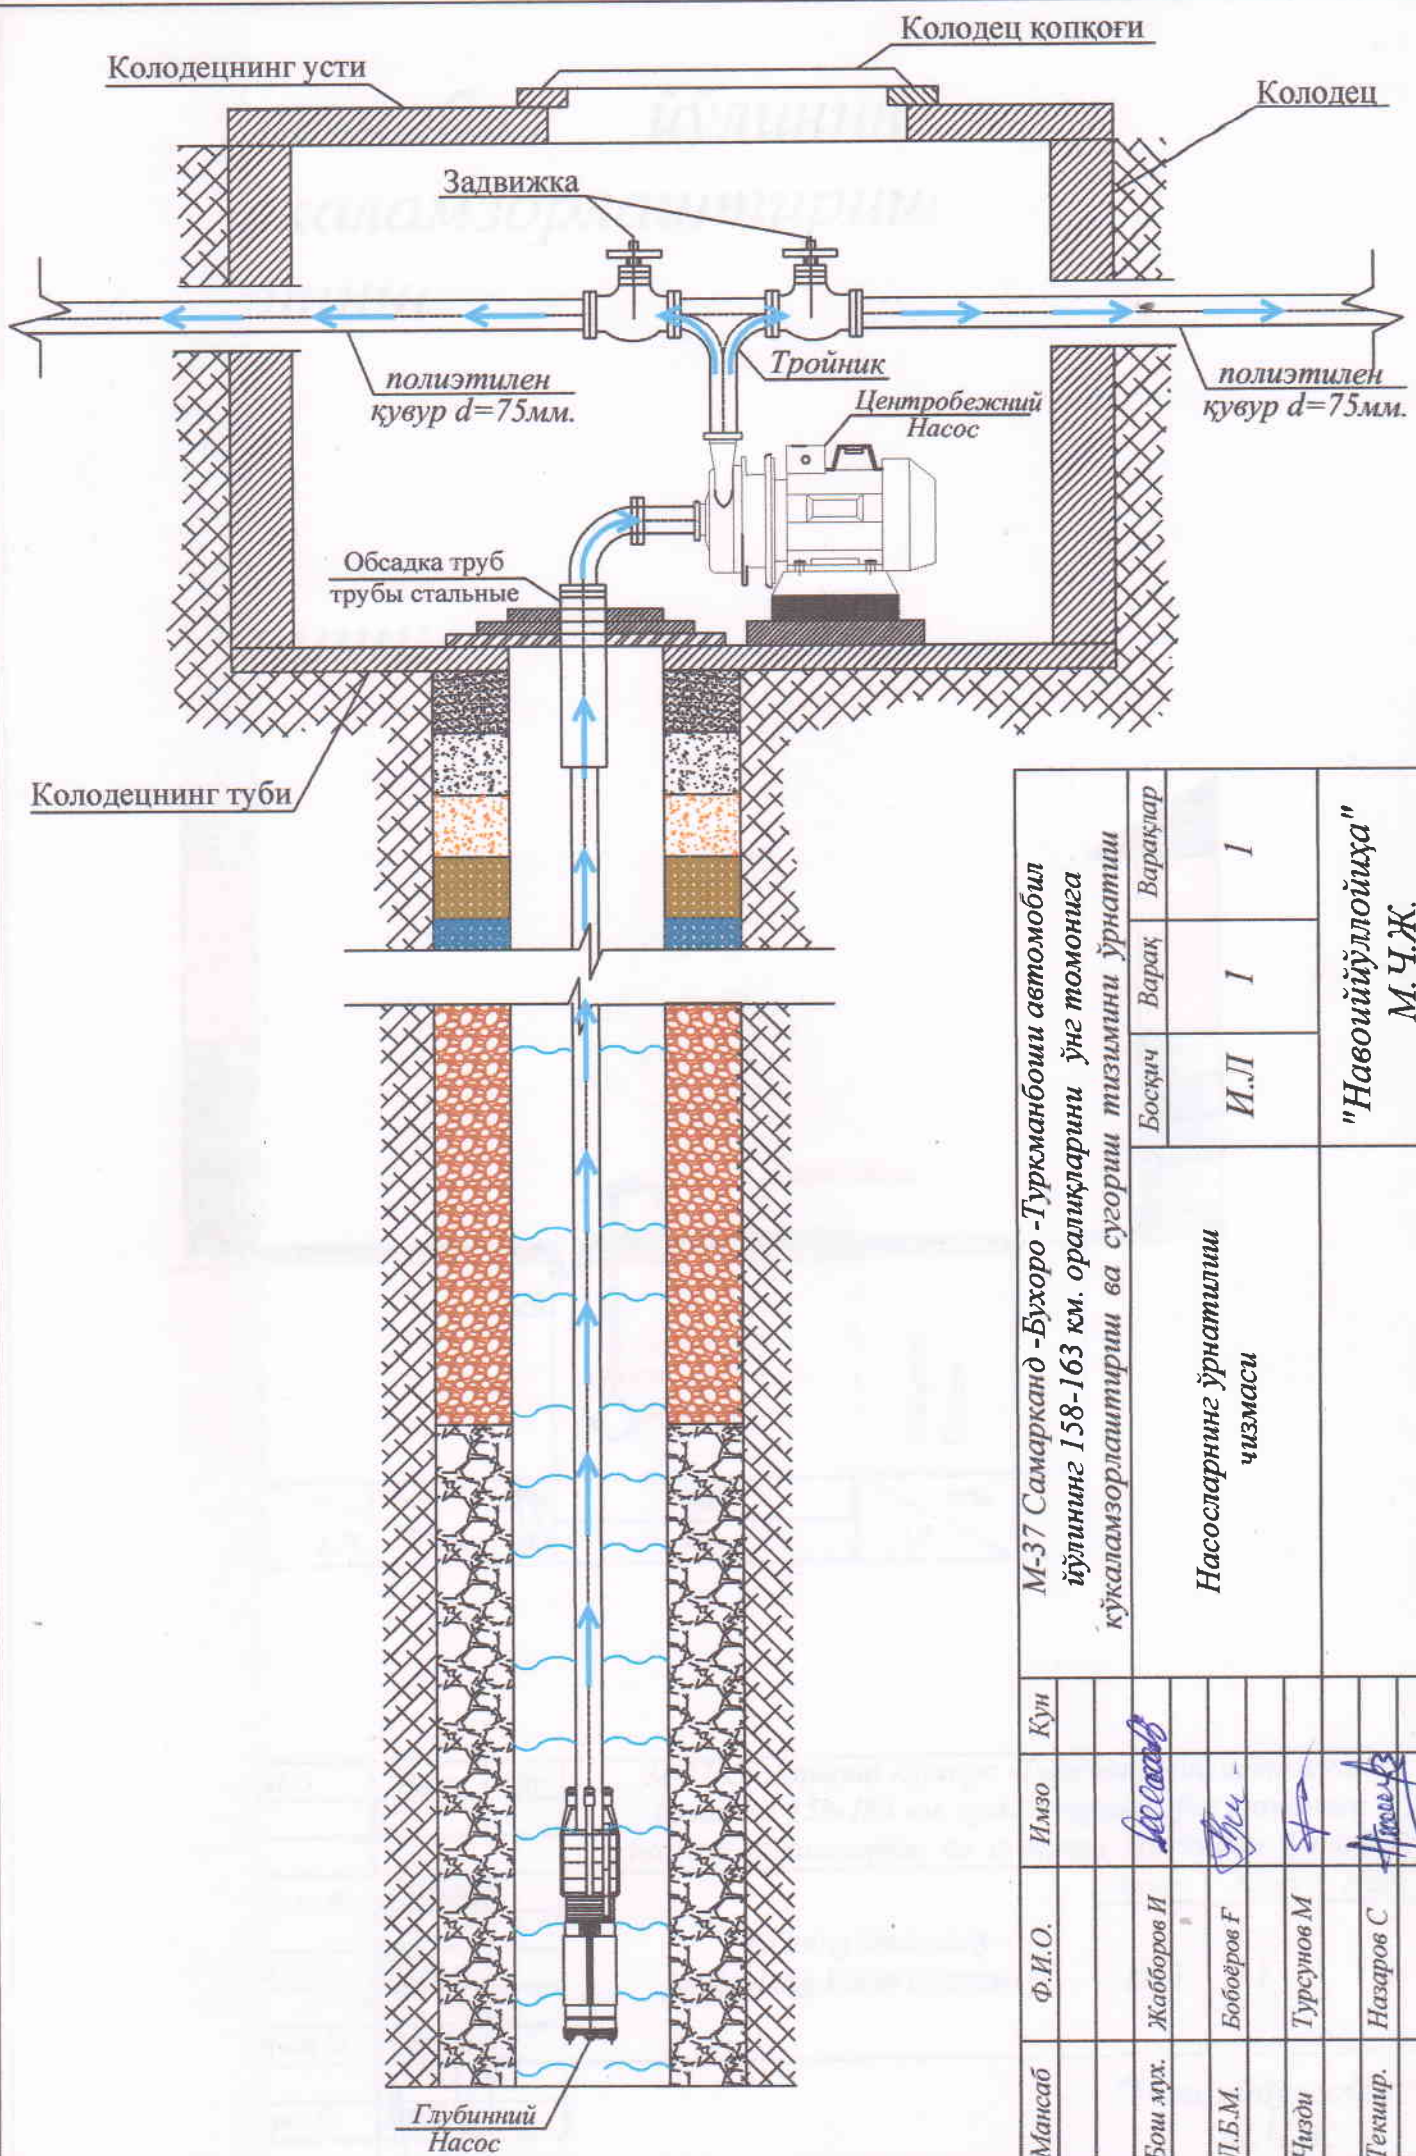 Колодец қопқоғи
Колодецнинг усти
Колодец
Задвижка
Тройник
полиэтилен
қувур d=75мм.
полиэтилен
қувур d=75мм.
Центробежний
Насос
Обсадка труб
трубы стальные
Колодецнинг туби
Глубинний
Насос
М-37 Самарканд -Бухоро -Туркманбоши автомобил
йўлининг 158-163 км. оралиқларини ўнг томонига
кўкаламзорлаштириш ва сугориш тизимини ўрнатиш
Босқич Варақ Варақлар
И.Л 1 1
Насосларнинг ўрнатилиш
чизмаси
"Навоийййўллойиҳа"
М.Ч.Ж.
Мансаб Ф.И.О. Имзо Кун
Бош мух. Жабборов И
Л.Б.М. Бобоёров Ғ
Чизди Турсунов М
Текшир. Назаров С